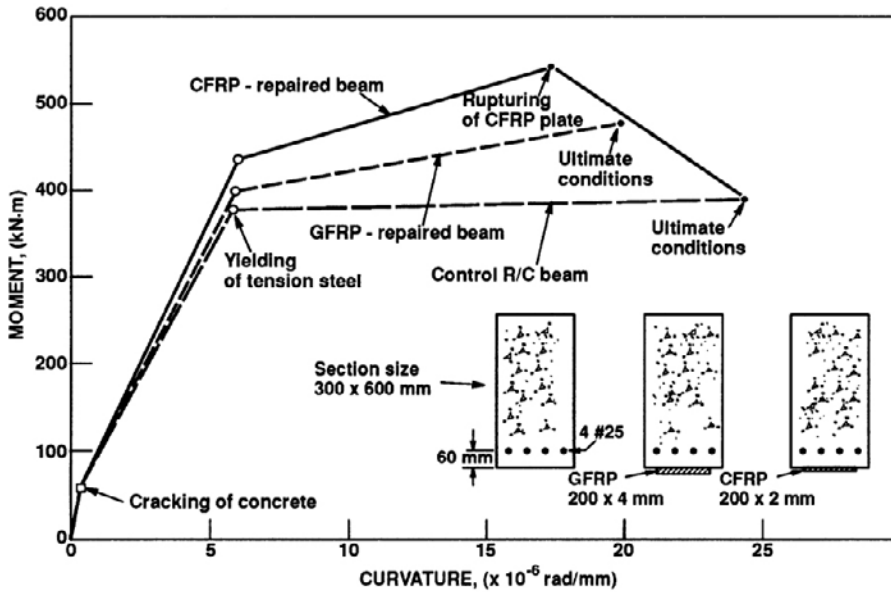 600
500
400
300
200
100
0
MOMENT, (kN·m)
CFRP - repaired beam
Rupturing
of CFRP plate
Ultimate
conditions
GFRP - repaired beam
Ultimate
conditions
Yielding
of tension steel
Control R/C beam
Section size
300 x 600 mm
4 #25
60 mm
GFRP
200 x 4 mm
CFRP
200 x 2 mm
Cracking of concrete
0
5
10
15
20
25
CURVATURE, (x 10⁻⁶ rad/mm)